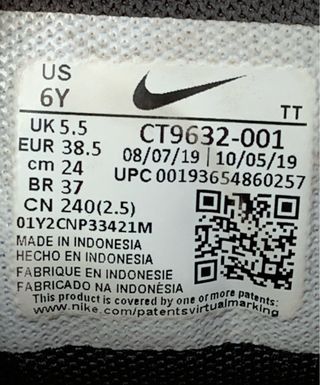 US
6Y
TT
UK 5.5
CT9632-001
EUR 38.5
08/07/19 | 10/05/19
cm 24
UPC 00193654860257
BR 37
CN 240(2.5)
01Y2CNP33421M
MADE IN INDONESIA
HECHO EN INDONESIA
FABRIQUE EN INDONESIE
FABRICADO NA INDONÉSIA
This product is covered by one or more patents:
www.nike.com/patentsvirtualmarking